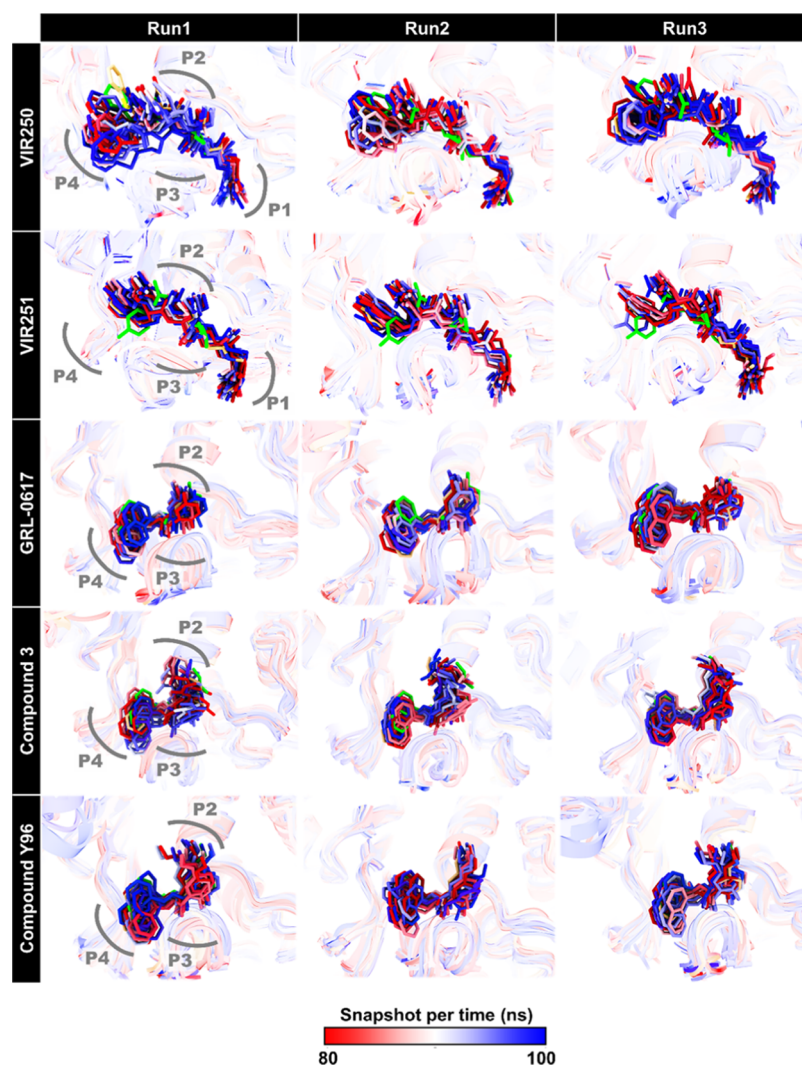 Run1 Run2 Run3
VIR250
P2
P4
P3
P1
VIR251
P2
P4
P3
P1
GRL-0617
P2
P4
P3
Compound 3
P2
P4
P3
Compound Y96
P2
P4
P3
Snapshot per time (ns)
80 100